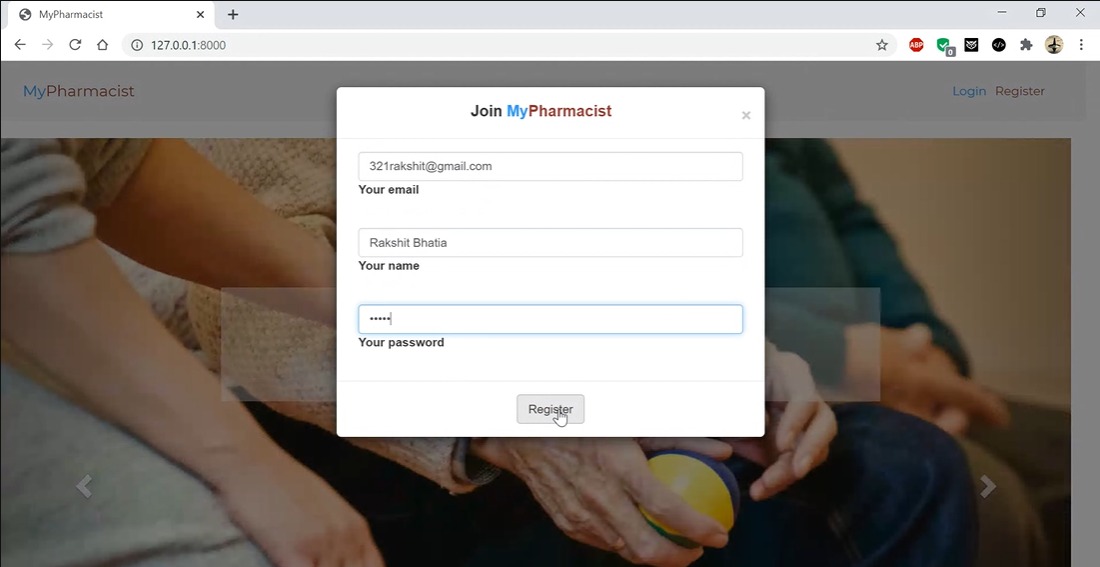 MyPharmacist
127.0.0.1:8000
ABP
0
MyPharmacist
Login Register
Join MyPharmacist
×
321rakshit@gmail.com
Your email
Rakshit Bhatia
Your name
•••••
Your password
Register